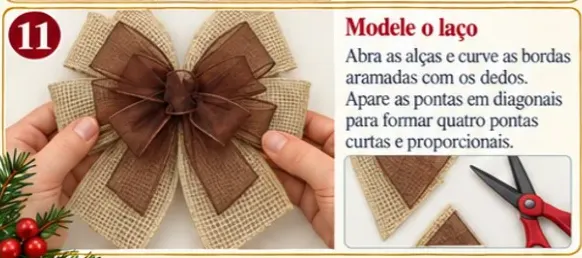 11
Modele o laço
Abra as alças e curve as bordas
aramadas com os dedos.
Apare as pontas em diagonais
para formar quatro pontas
curtas e proporcionais.